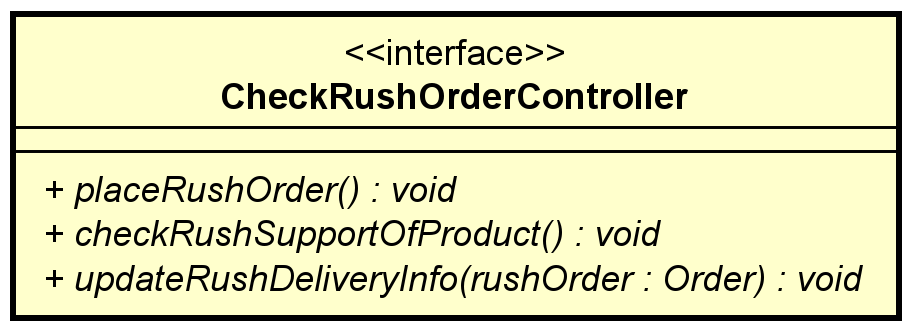 <<interface>>
CheckRushOrderController
+ placeRushOrder() : void
+ checkRushSupportOfProduct() : void
+ updateRushDeliveryInfo(rushOrder : Order) : void